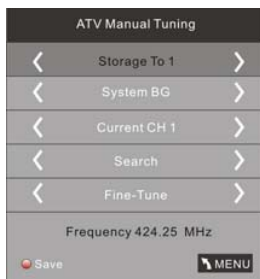 ATV Manual Tuning
Storage To 1
System BG
Current CH 1
Search
Fine-Tune
Frequency 424.25 MHz
Save
MENU